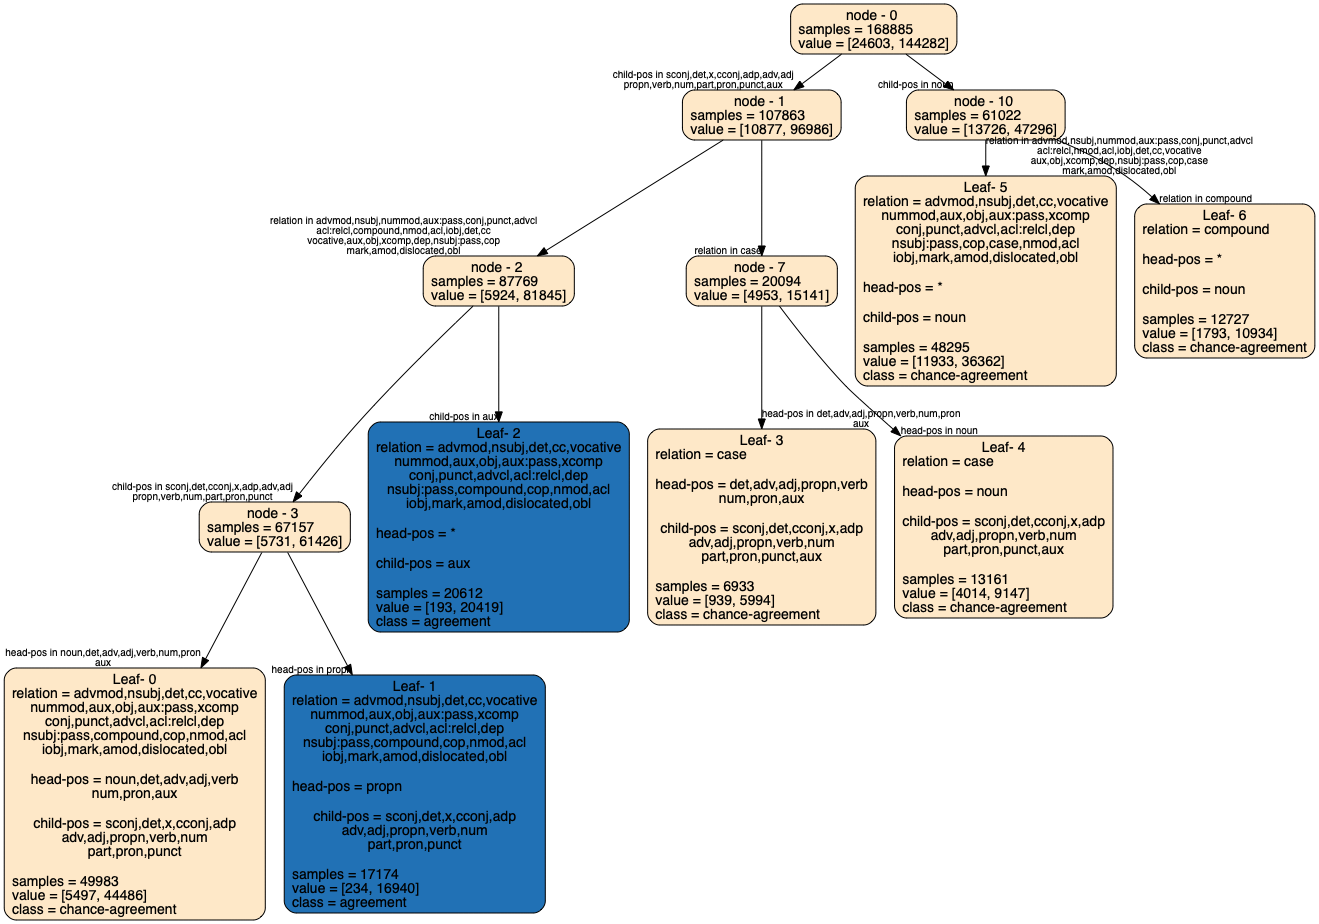 node - 0
samples = 168885
value = [24603, 144282]
child-pos in sconj,det,x,cconj,adp,adv,adj
propn,verb,num,part,pron,punct,aux
child-pos in noun
node - 1
samples = 107863
value = [10877, 96986]
node - 10
samples = 61022
value = [13726, 47296]
relation in advmod,nsubj,nummod,aux:pass,conj,punct,advcl
acl:relcl,nmod,acl,iobj,det,cc,vocative
aux,obj,xcomp,dep,nsubj:pass,cop,case
mark,amod,dislocated,obl
relation in compound
Leaf- 5
relation = advmod,nsubj,det,cc,vocative
nummod,aux,obj,aux:pass,xcomp
conj,punct,advcl,acl:relcl,dep
nsubj:pass,cop,case,nmod,acl
iobj,mark,amod,dislocated,obl
head-pos = *
child-pos = noun
samples = 48295
value = [11933, 36362]
class = chance-agreement
Leaf- 6
relation = compound
head-pos = *
child-pos = noun
samples = 12727
value = [1793, 10934]
class = chance-agreement
relation in advmod,nsubj,nummod,aux:pass,conj,punct,advcl
acl:relcl,compound,nmod,acl,iobj,det,cc
vocative,aux,obj,xcomp,dep,nsubj:pass,cop
mark,amod,dislocated,obl
relation in case
node - 2
samples = 87769
value = [5924, 81845]
node - 7
samples = 20094
value = [4953, 15141]
child-pos in aux
head-pos in det,adv,adj,propn,verb,num,pron
aux
head-pos in noun
Leaf- 2
relation = advmod,nsubj,det,cc,vocative
nummod,aux,obj,aux:pass,xcomp
conj,punct,advcl,acl:relcl,dep
nsubj:pass,compound,cop,nmod,acl
iobj,mark,amod,dislocated,obl
head-pos = *
child-pos = aux
samples = 20612
value = [193, 20419]
class = agreement
Leaf- 3
relation = case
head-pos = det,adv,adj,propn,verb
num,pron,aux
child-pos = sconj,det,cconj,x,adp
adv,adj,propn,verb,num
part,pron,punct,aux
samples = 6933
value = [939, 5994]
class = chance-agreement
Leaf- 4
relation = case
head-pos = noun
child-pos = sconj,det,cconj,x,adp
adv,adj,propn,verb,num
part,pron,punct,aux
samples = 13161
value = [4014, 9147]
class = chance-agreement
child-pos in sconj,det,cconj,x,adp,adv,adj
propn,verb,num,part,pron,punct
node - 3
samples = 67157
value = [5731, 61426]
head-pos in noun,det,adv,adj,verb,num,pron
aux
head-pos in propn
Leaf- 0
relation = advmod,nsubj,det,cc,vocative
nummod,aux,obj,aux:pass,xcomp
conj,punct,advcl,acl:relcl,dep
nsubj:pass,compound,cop,nmod,acl
iobj,mark,amod,dislocated,obl
head-pos = noun,det,adv,adj,verb
num,pron,aux
child-pos = sconj,det,x,cconj,adp
adv,adj,propn,verb,num
part,pron,punct
samples = 49983
value = [5497, 44486]
class = chance-agreement
Leaf- 1
relation = advmod,nsubj,det,cc,vocative
nummod,aux,obj,aux:pass,xcomp
conj,punct,advcl,acl:relcl,dep
nsubj:pass,compound,cop,nmod,acl
iobj,mark,amod,dislocated,obl
head-pos = propn
child-pos = sconj,det,x,cconj,adp
adv,adj,propn,verb,num
part,pron,punct
samples = 17174
value = [234, 16940]
class = agreement